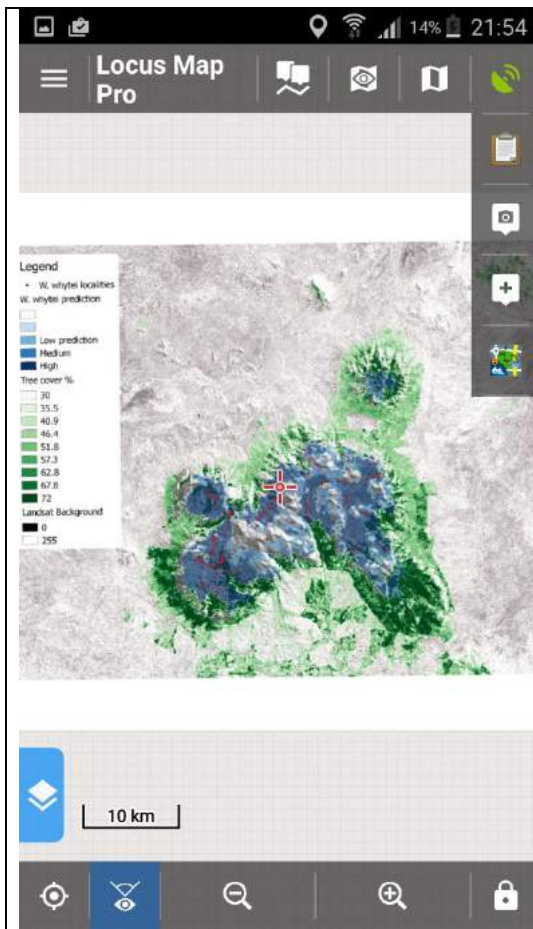 14% 21:54
Locus Map
Pro
Legend
W. whytei localities
W. whytei prediction
Low prediction
Medium
High
Tree cover %
30
35.5
40.9
46.4
51.8
57.3
62.8
67.8
72
Landsat Background
0
255
10 km